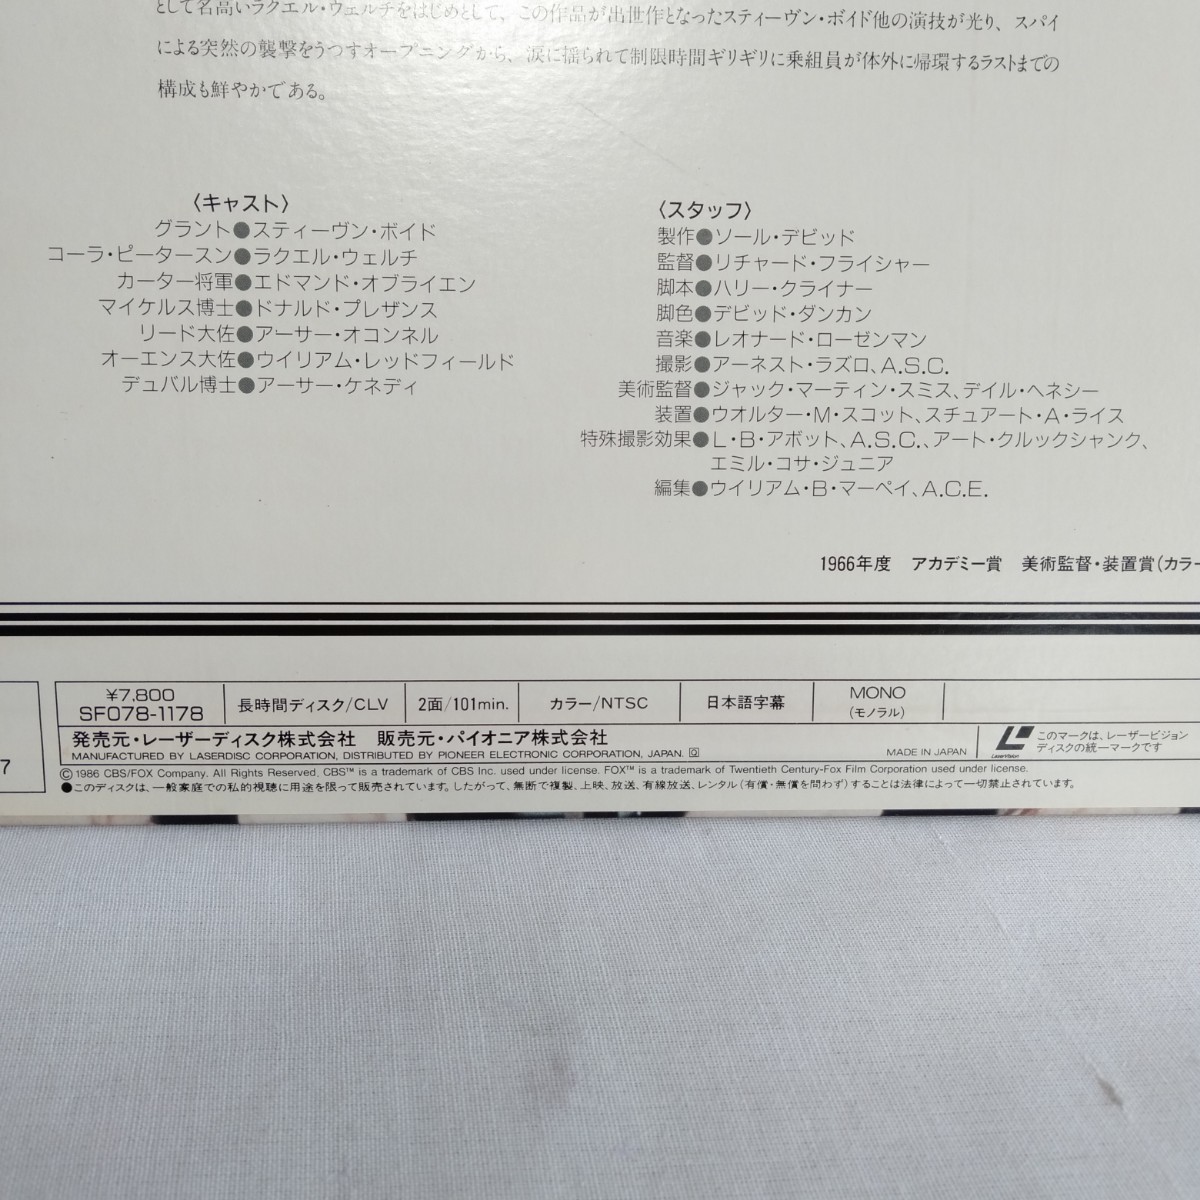 として名高いラクエル・ウェルチをはじめとして、この作品が出世作となったスティーヴン・ボイド他の演技が光り、スパイ
による突然の襲撃をうつすオープニングから、涙に揺られて制限時間ギリギリに乗組員が体外に帰環するラストまでの
構成も鮮やかである。
〈キャスト〉
グラント●スティーヴン・ボイド
コーラ・ピータースン●ラクエル・ウェルチ
カーター将軍●エドマンド・オブライエン
マイケルス博士●ドナルド・プレザンス
リード大佐●アーサー・オコンネル
オーエンス大佐●ウイリアム・レッドフィールド
デュバル博士●アーサー・ケネディ
〈スタッフ〉
製作●ソール・デビッド
監督●リチャード・フライシャー
脚本●ハリー・クライナー
脚色●デビッド・ダンカン
音楽●レオナード・ローゼンマン
撮影●アーネスト・ラズロ、A.S.C.
美術監督●ジャック・マーティン・スミス、デイル・ヘネシー
装置●ウオルター・M・スコット、スチュアート・A・ライス
特殊撮影効果●L・B・アボット、A.S.C.、アート・クルックシャンク、
エミル・コサ・ジュニア
編集●ウイリアム・B・マーペイ、A.C.E.
1966年度 アカデミー賞 美術監督・装置賞(カラー
7
¥7,800
SF078-1178
長時間ディスク/CLV
2面/101min.
カラー/NTSC
日本語字幕
MONO
(モノラル)
発売元・レーザーディスク株式会社 販売元・パイオニア株式会社
MANUFACTURED BY LASERDISC CORPORATION, DISTRIBUTED BY PIONEER ELECTRONIC CORPORATION, JAPAN.
MADE IN JAPAN
LaserVision
このマークは、レーザービジョン
ディスクの統一マークです
©1986 CBS/FOX Company. All Rights Reserved, CBS™ is a trademark of CBS Inc. used under license. FOX™ is a trademark of Twentieth Century-Fox Film Corporation used under license.
●このディスクは、一般家庭での私的視聴に用途を限って販売されています。したがって、無断で複製、上映、放送、有線放送、レンタル(有償・無償を問わず)することは法律によって一切禁止されています。